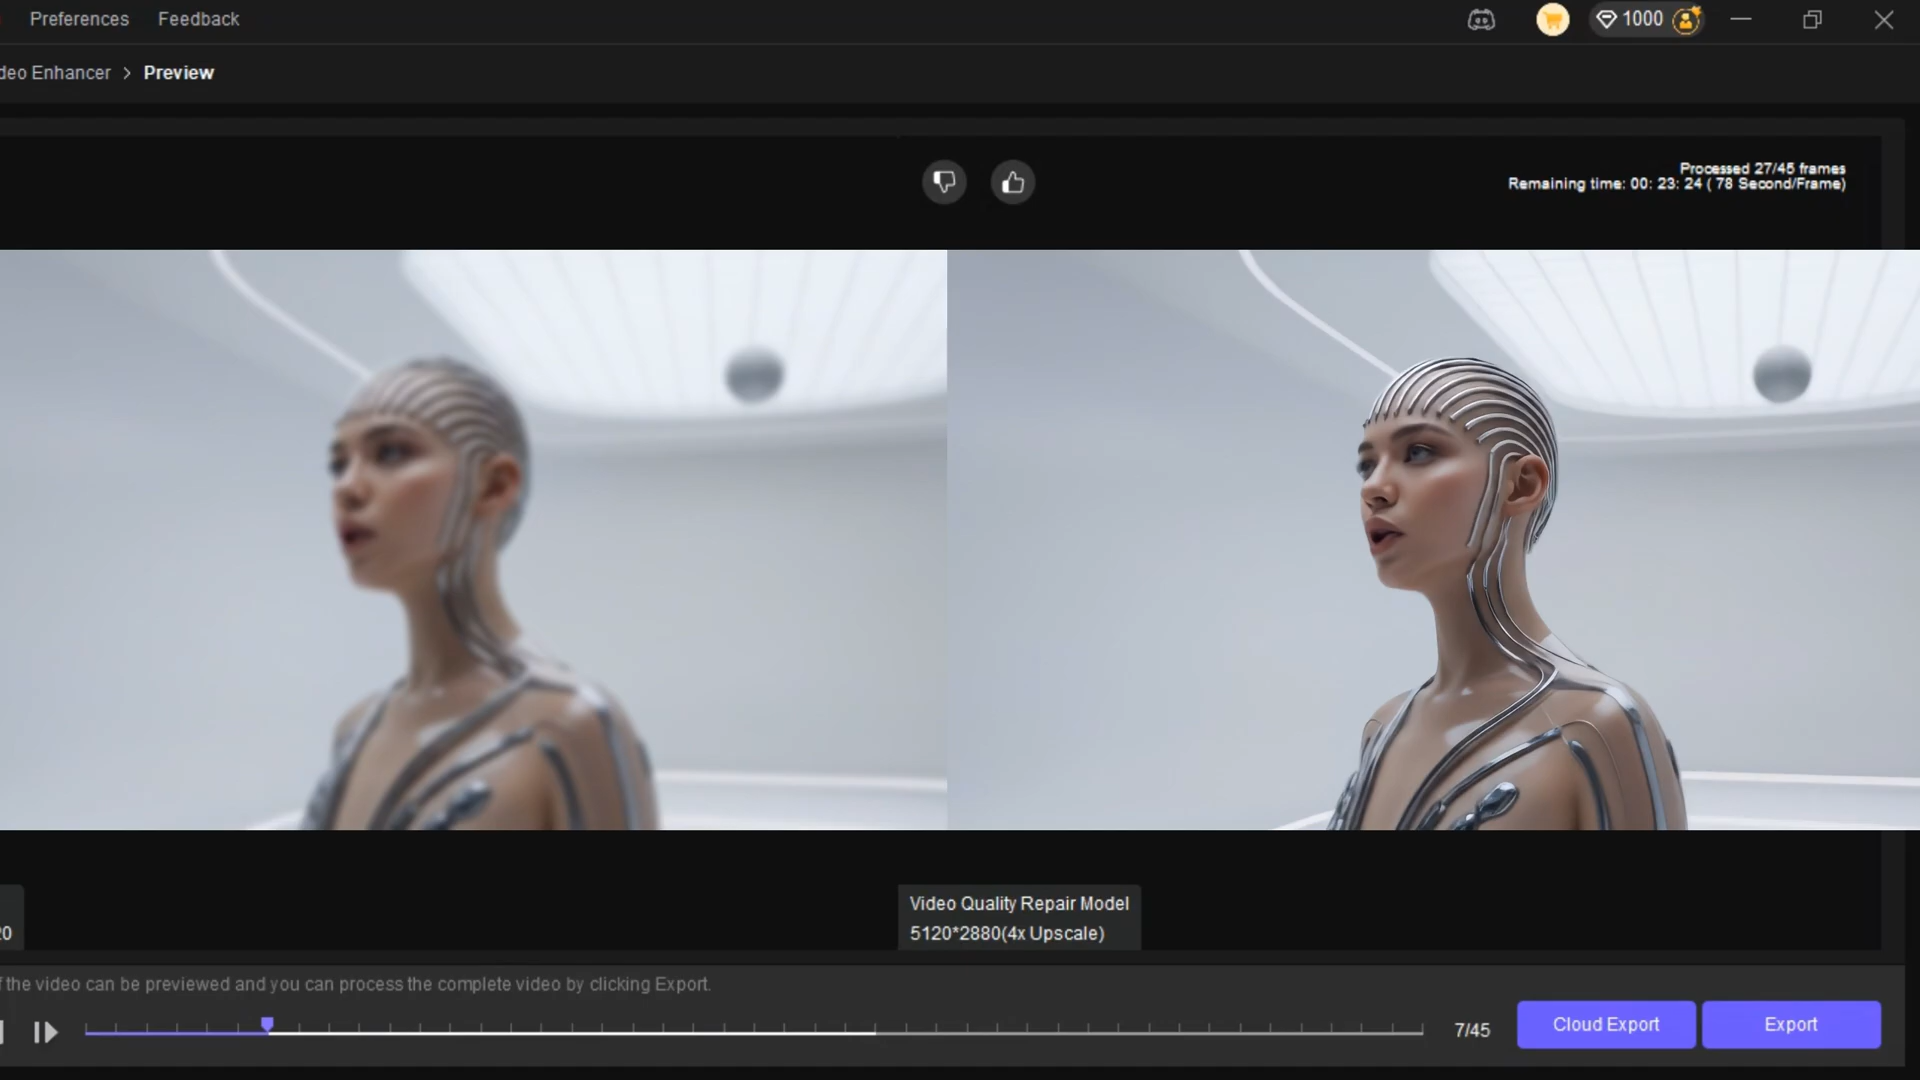 Preferences Feedback
1000
deo Enhancer > Preview
Processed 27/45 frames
Remaining time: 00: 23: 24 ( 78 Second/Frame)
Video Quality Repair Model
20
5120*2880(4x Upscale)
f the video can be previewed and you can process the complete video by clicking Export.
7/45
Cloud Export
Export